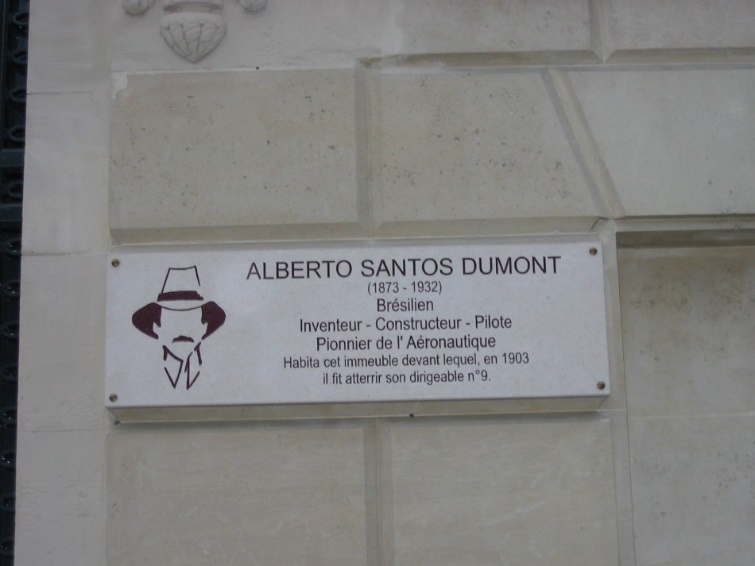 ALBERTO SANTOS DUMONT
(1873 - 1932)
Brésilien
Inventeur - Constructeur - Pilote
Pionnier de l' Aéronautique
Habita cet immeuble devant lequel, en 1903
il fit atterrir son dirigeable n°9.